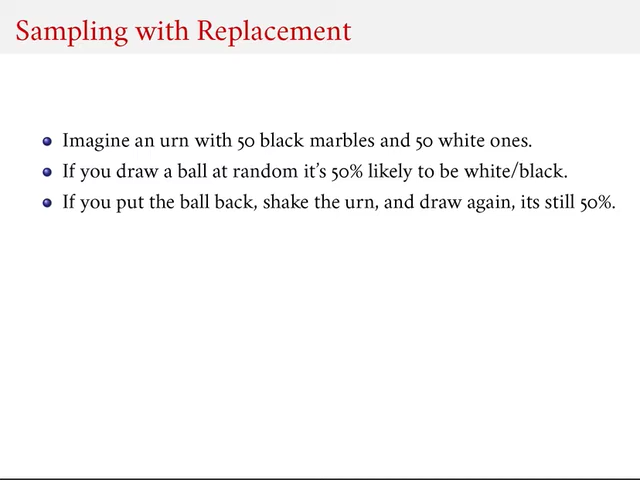 Sampling with Replacement
Imagine an urn with 50 black marbles and 50 white ones.
If you draw a ball at random it's 50% likely to be white/black.
If you put the ball back, shake the urn, and draw again, its still 50%.